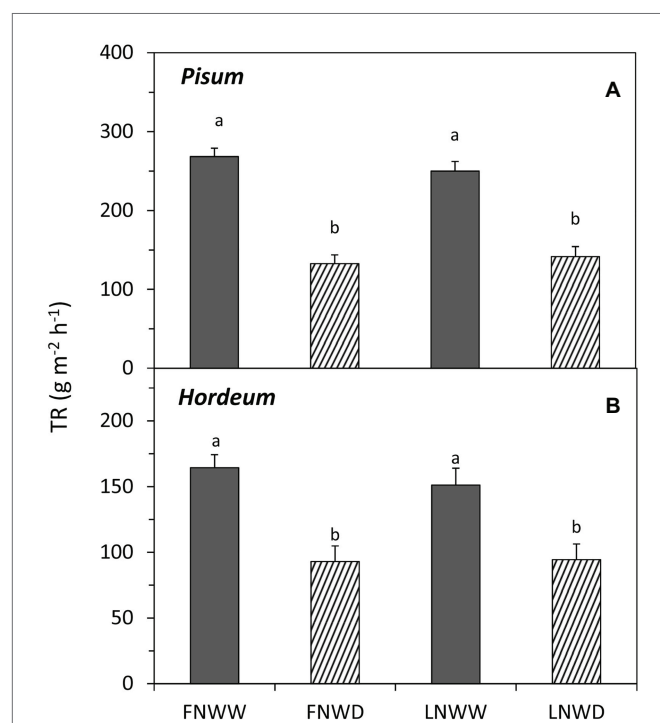 400
Pisum
A
a
a
300
b
b
200
100
0
TR (g m⁻² h⁻¹)
Hordeum
B
200
a
a
150
b
b
100
50
0
FNWW FNWD LNWW LNWD